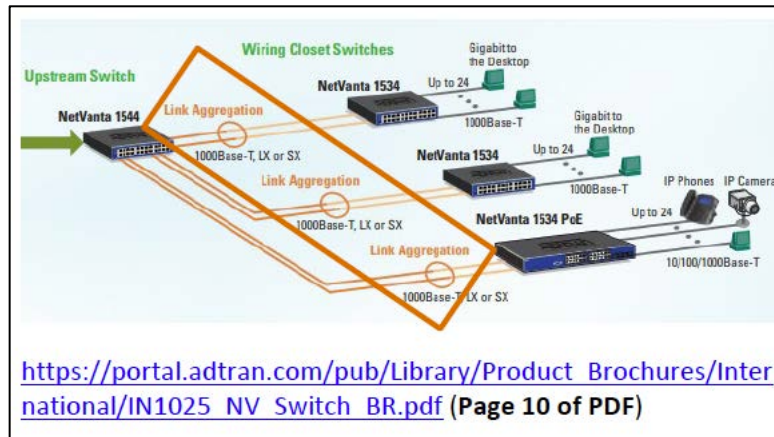 Wiring Closet Switches
Gigabit to
the Desktop
Upstream Switch
NetVanta 1534
Up to 24
NetVanta 1544
Link Aggregation
1000Base-T
Gigabit to
the Desktop
1000Base-T, LX or SX
NetVanta 1534
Up to 24
Link Aggregation
1000Base-T
IP Phones
IP Camera
1000Base-T, LX or SX
NetVanta 1534 PoE
Up to 24
Link Aggregation
10/100/1000Base-T
1000Base-T, LX or SX
https://portal.adtran.com/pub/Library/Product_Brochures/Inter
national/IN1025_NV_Switch_BR.pdf (Page 10 of PDF)